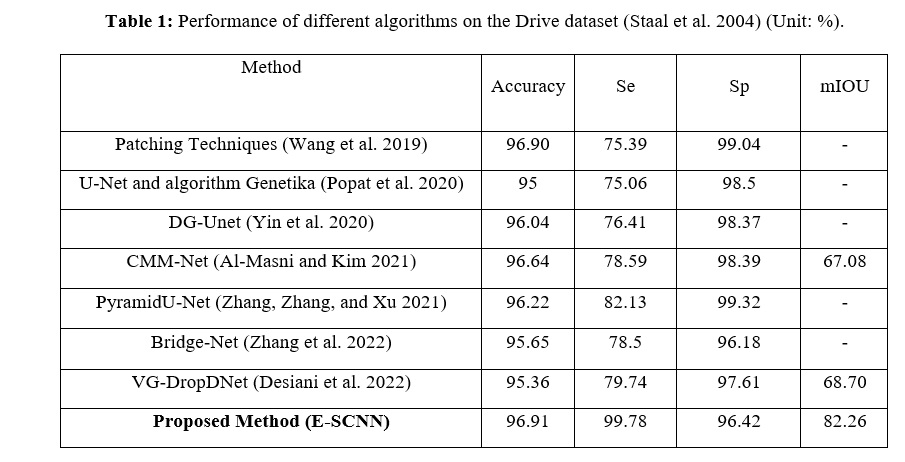 Table 1: Performance of different algorithms on the Drive dataset (Staal et al. 2004) (Unit: %).
Method Accuracy Se Sp mIOU
Patching Techniques (Wang et al. 2019) 96.90 75.39 99.04 -
U-Net and algorithm Genetika (Popat et al. 2020) 95 75.06 98.5 -
DG-Unet (Yin et al. 2020) 96.04 76.41 98.37 -
CMM-Net (Al-Masni and Kim 2021) 96.64 78.59 98.39 67.08
PyramidU-Net (Zhang, Zhang, and Xu 2021) 96.22 82.13 99.32 -
Bridge-Net (Zhang et al. 2022) 95.65 78.5 96.18 -
VG-DropDNet (Desiani et al. 2022) 95.36 79.74 97.61 68.70
Proposed Method (E-SCNN) 96.91 99.78 96.42 82.26